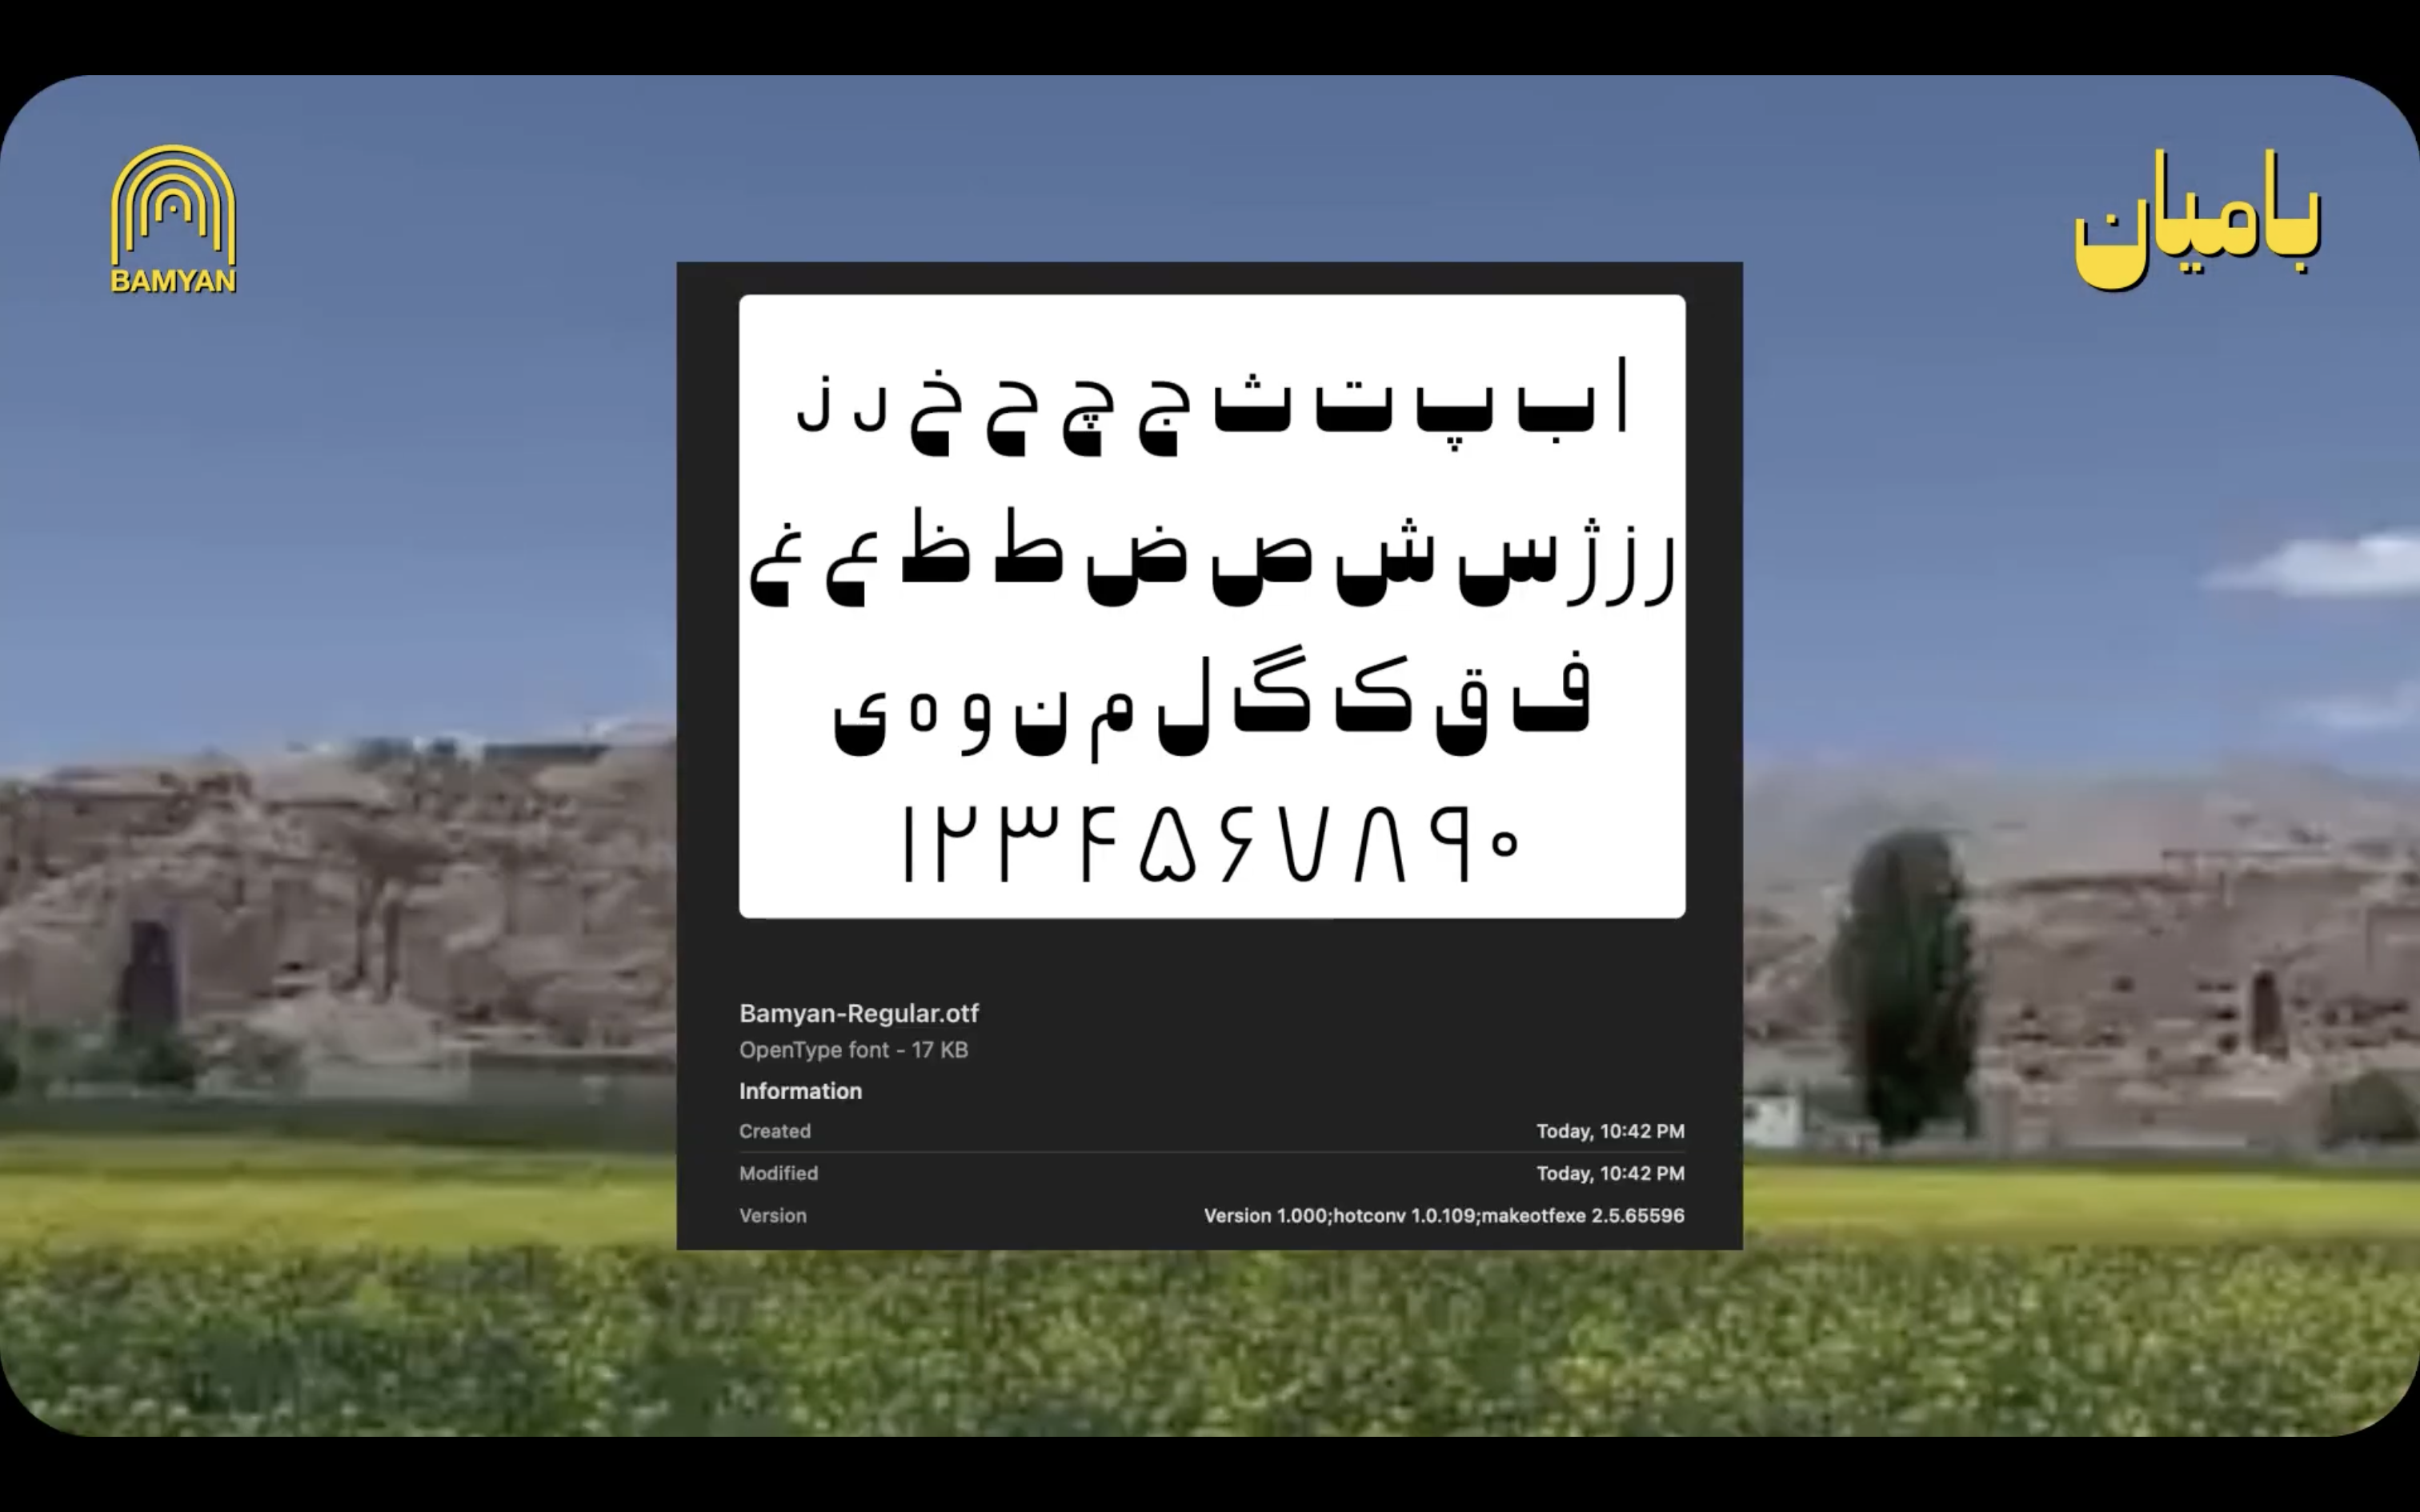 BAMYAN
بامیان
ا ب پ ت ث ج چ ح خ د ذ
ر ز ژ س ش ص ض ط ظ ع غ
ف ق ک گ ل م ن و ه ی
۱۲۳۴۵۶۷۸۹۰
Bamyan-Regular.otf
OpenType font - 17 KB
Information
Created Today, 10:42 PM
Modified Today, 10:42 PM
Version Version 1.000;hotconv 1.0.109;makeotfexe 2.5.65596